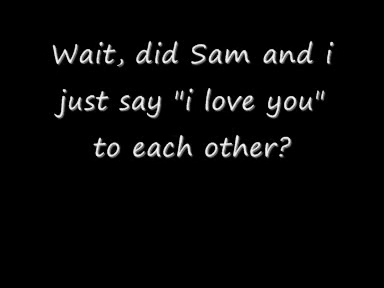 Wait, did Sam and i
just say "i love you"
to each other?